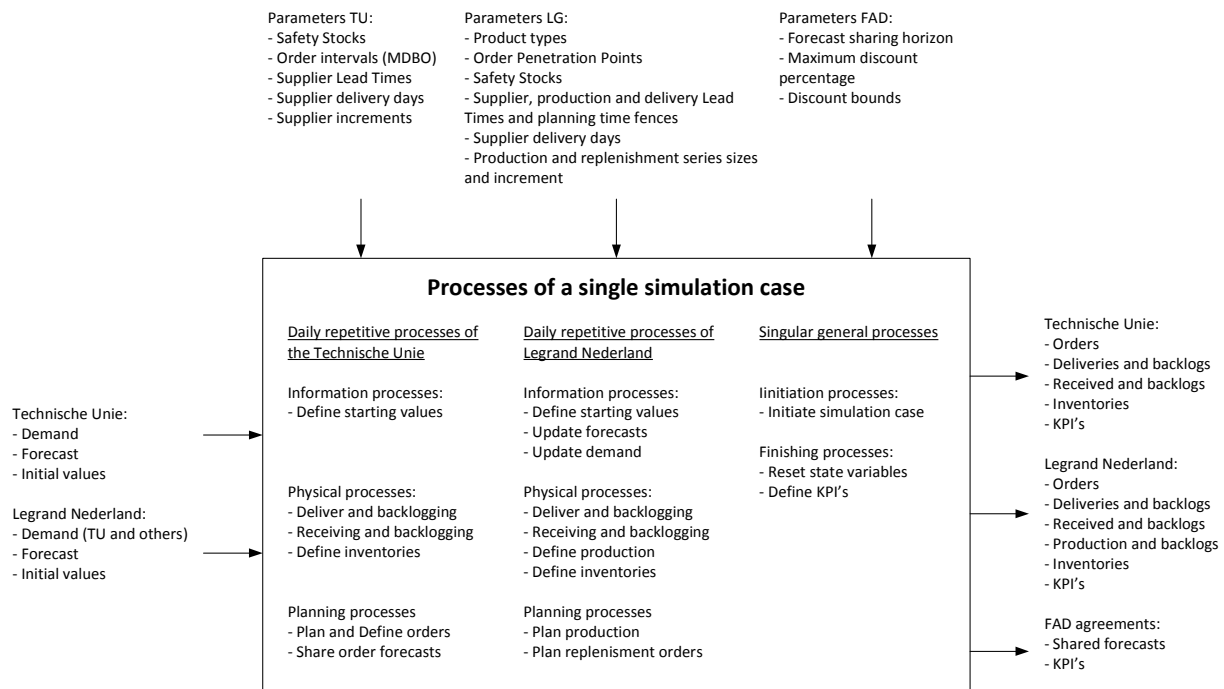 Parameters TU:
- Safety Stocks
- Order intervals (MDBO)
- Supplier Lead Times
- Supplier delivery days
- Supplier increments
Parameters LG:
- Product types
- Order Penetration Points
- Safety Stocks
- Supplier, production and delivery Lead
Times and planning time fences
- Supplier delivery days
- Production and replenishment series sizes
and increment
Parameters FAD:
- Forecast sharing horizon
- Maximum discount
percentage
- Discount bounds
Technische Unie:
- Demand
- Forecast
- Initial values
Legrand Nederland:
- Demand (TU and others)
- Forecast
- Initial values
Processes of a single simulation case
Daily repetitive processes of
the Technische Unie
Information processes:
- Define starting values
Physical processes:
- Deliver and backlogging
- Receiving and backlogging
- Define inventories
Planning processes
- Plan and Define orders
- Share order forecasts
Daily repetitive processes of
Legrand Nederland
Information processes:
- Define starting values
- Update forecasts
- Update demand
Physical processes:
- Deliver and backlogging
- Receiving and backlogging
- Define production
- Define inventories
Planning processes
- Plan production
- Plan replenisment orders
Singular general processes
Iinitiation processes:
- Initiate simulation case
Finishing processes:
- Reset state variables
- Define KPI's
Technische Unie:
- Orders
- Deliveries and backlogs
- Received and backlogs
- Inventories
- KPI's
Legrand Nederland:
- Orders
- Deliveries and backlogs
- Received and backlogs
- Production and backlogs
- Inventories
- KPI's
FAD agreements:
- Shared forecasts
- KPI's